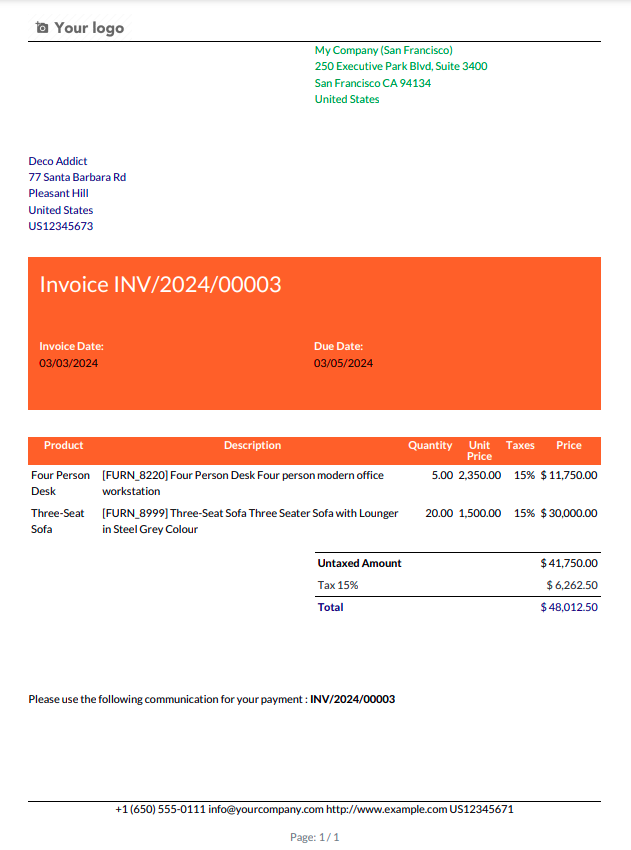 Your logo
My Company (San Francisco)
250 Executive Park Blvd, Suite 3400
San Francisco CA 94134
United States
Deco Addict
77 Santa Barbara Rd
Pleasant Hill
United States
US12345673
Invoice INV/2024/00003
Invoice Date: Due Date:
03/03/2024 03/05/2024
Product Description Quantity Unit Price Taxes Price
Four Person Desk [FURN_8220] Four Person Desk Four person modern office workstation 5.00 2,350.00 15% $ 11,750.00
Three-Seat Sofa [FURN_8999] Three-Seat Sofa Three Seater Sofa with Lounger in Steel Grey Colour 20.00 1,500.00 15% $ 30,000.00
Untaxed Amount $ 41,750.00
Tax 15% $ 6,262.50
Total $ 48,012.50
Please use the following communication for your payment : INV/2024/00003
+1 (650) 555-0111 info@yourcompany.com http://www.example.com US12345671
Page: 1 / 1